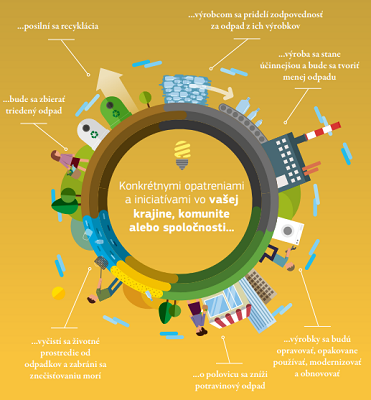 ...posilní sa recyklácia
...výrobcom sa pridelí zodpovednosť
za odpad z ich výrobkov
...výroba sa stane
účinnejšou a bude sa tvoriť
menej odpadu
...bude sa zbierať
triedený odpad
Konkrétnymi opatreniami
a iniciatívami vo vašej
krajine, komunite
alebo spoločnosti...
...vyčistí sa životné
prostredie od
odpadkov a zabráni sa
znečisťovaniu morí
...o polovicu sa zníži
potravinový odpad
...výrobky sa budú
opravovať, opakovane
používať, modernizovať
a obnovovať